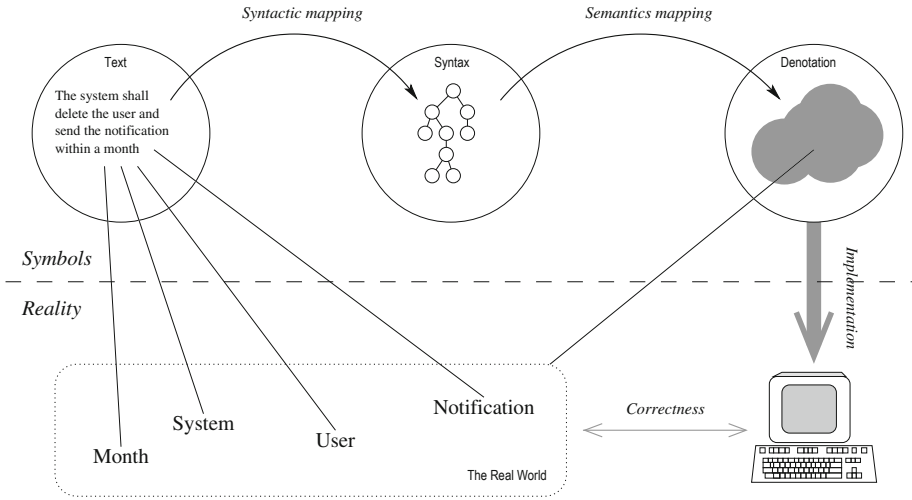 Syntactic mapping
Semantics mapping
Text
Syntax
Denotation
The system shall
delete the user and
send the notification
within a month
Symbols
Reality
Implementation
Notification
System
User
Month
Correctness
The Real World